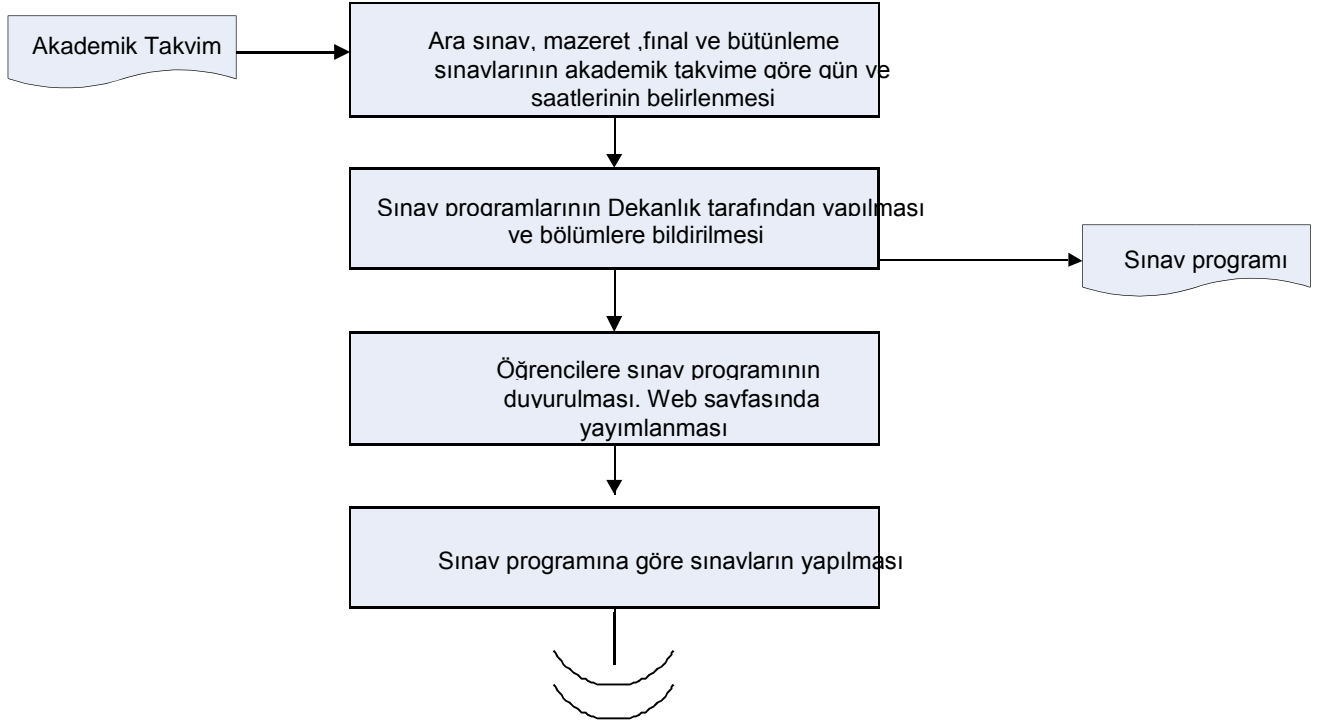 Akademik Takvim
Ara sınav, mazeret ,fınal ve bütünleme
sınavlarının akademik takvime göre gün ve
saatlerinin belirlenmesi
Sınav programlarının Dekanlık tarafından yapılması
ve bölümlere bildirilmesi
Sınav programı
Öğrencilere sınav programının
duyurulması. Web sayfasında
yayımlanması
Sınav programına göre sınavların yapılması